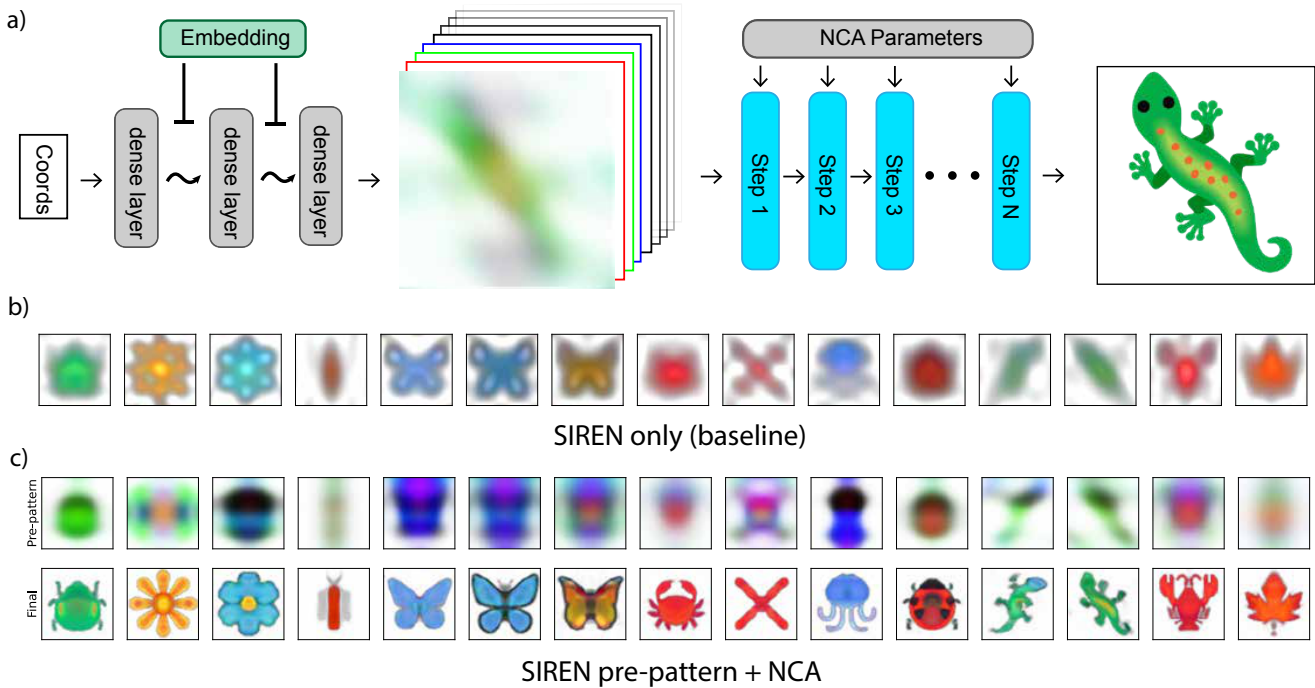 a)
Embedding
NCA Parameters
Coords
dense layer
dense layer
dense layer
Step 1
Step 2
Step 3
Step N
b)
SIREN only (baseline)
c)
Pre-pattern
Final
SIREN pre-pattern + NCA